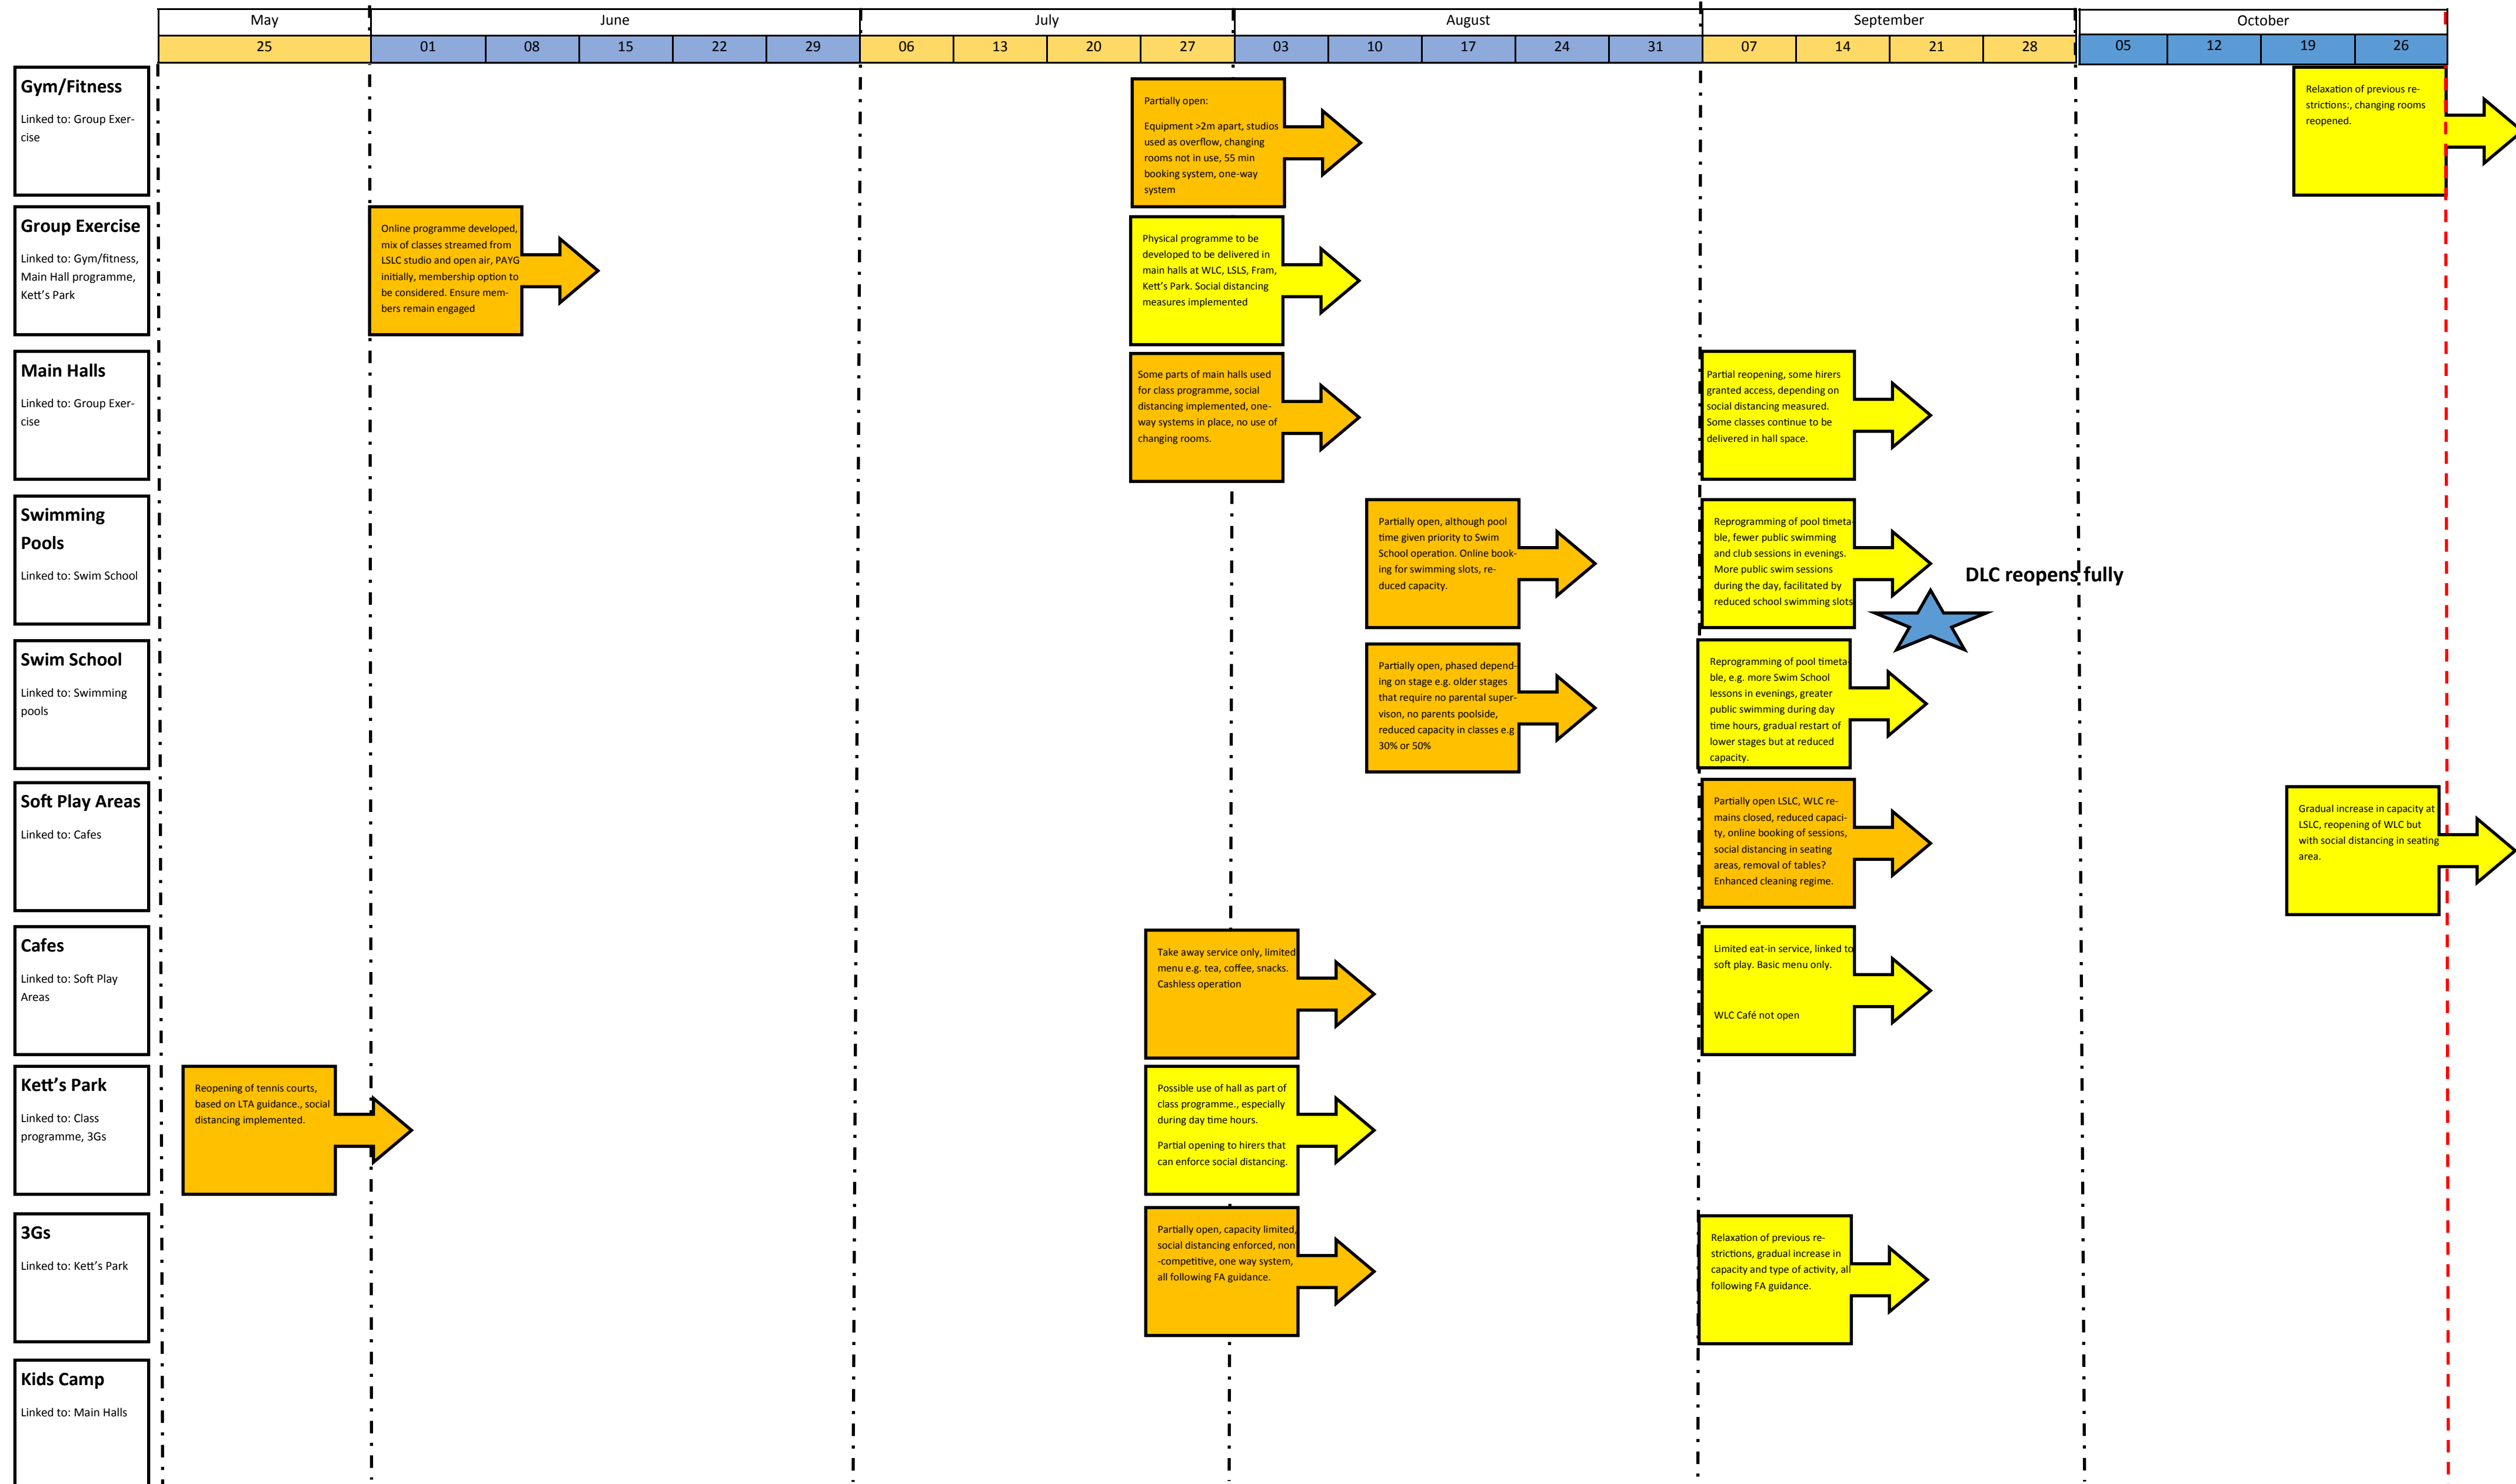 May
June
July
August
September
October
25
01
08
15
22
29
06
13
20
27
03
10
17
24
31
07
14
21
28
05
12
19
26
Gym/Fitness
Linked to: Group Exer-
cise
Partially open:
Equipment >2m apart, studios
used as overflow, changing
rooms not in use, 55 min
booking system, one-way
system
Relaxation of previous re-
strictions:, changing rooms
reopened.
Group Exercise
Linked to: Gym/fitness,
Main Hall programme,
Kett's Park
Online programme developed,
mix of classes streamed from
LSLC studio and open air, PAYG
initially, membership option to
be considered. Ensure mem-
bers remain engaged
Physical programme to be
developed to be delivered in
main halls at WLC, LSLS, Fram,
Kett's Park. Social distancing
measures implemented
Main Halls
Linked to: Group Exer-
cise
Some parts of main halls used
for class programme, social
distancing implemented, one-
way systems in place, no use of
changing rooms.
Partial reopening, some hirers
granted access, depending on
social distancing measured.
Some classes continue to be
delivered in hall space.
Swimming
Pools
Linked to: Swim School
Partially open, although pool
time given priority to Swim
School operation. Online book-
ing for swimming slots, re-
duced capacity.
Reprogramming of pool timeta-
ble, fewer public swimming
and club sessions in evenings.
More public swim sessions
during the day, facilitated by
reduced school swimming slots
DLC reopens fully
Swim School
Linked to: Swimming
pools
Partially open, phased depend-
ing on stage e.g. older stages
that require no parental super-
vison, no parents poolside,
reduced capacity in classes e.g
30% or 50%
Reprogramming of pool timeta-
ble, e.g. more Swim School
lessons in evenings, greater
public swimming during day
time hours, gradual restart of
lower stages but at reduced
capacity.
Soft Play Areas
Linked to: Cafes
Partially open LSLC, WLC re-
mains closed, reduced capaci-
ty, online booking of sessions,
social distancing in seating
areas, removal of tables?
Enhanced cleaning regime.
Gradual increase in capacity at
LSLC, reopening of WLC but
with social distancing in seating
area.
Cafes
Linked to: Soft Play
Areas
Take away service only, limited
menu e.g. tea, coffee, snacks.
Cashless operation
Limited eat-in service, linked to
soft play. Basic menu only.
WLC Café not open
Kett's Park
Linked to: Class
programme, 3Gs
Reopening of tennis courts,
based on LTA guidance., social
distancing implemented.
Possible use of hall as part of
class programme., especially
during day time hours.
Partial opening to hirers that
can enforce social distancing.
3Gs
Linked to: Kett's Park
Partially open, capacity limited,
social distancing enforced, non
-competitive, one way system,
all following FA guidance.
Relaxation of previous re-
strictions, gradual increase in
capacity and type of activity, all
following FA guidance.
Kids Camp
Linked to: Main Halls